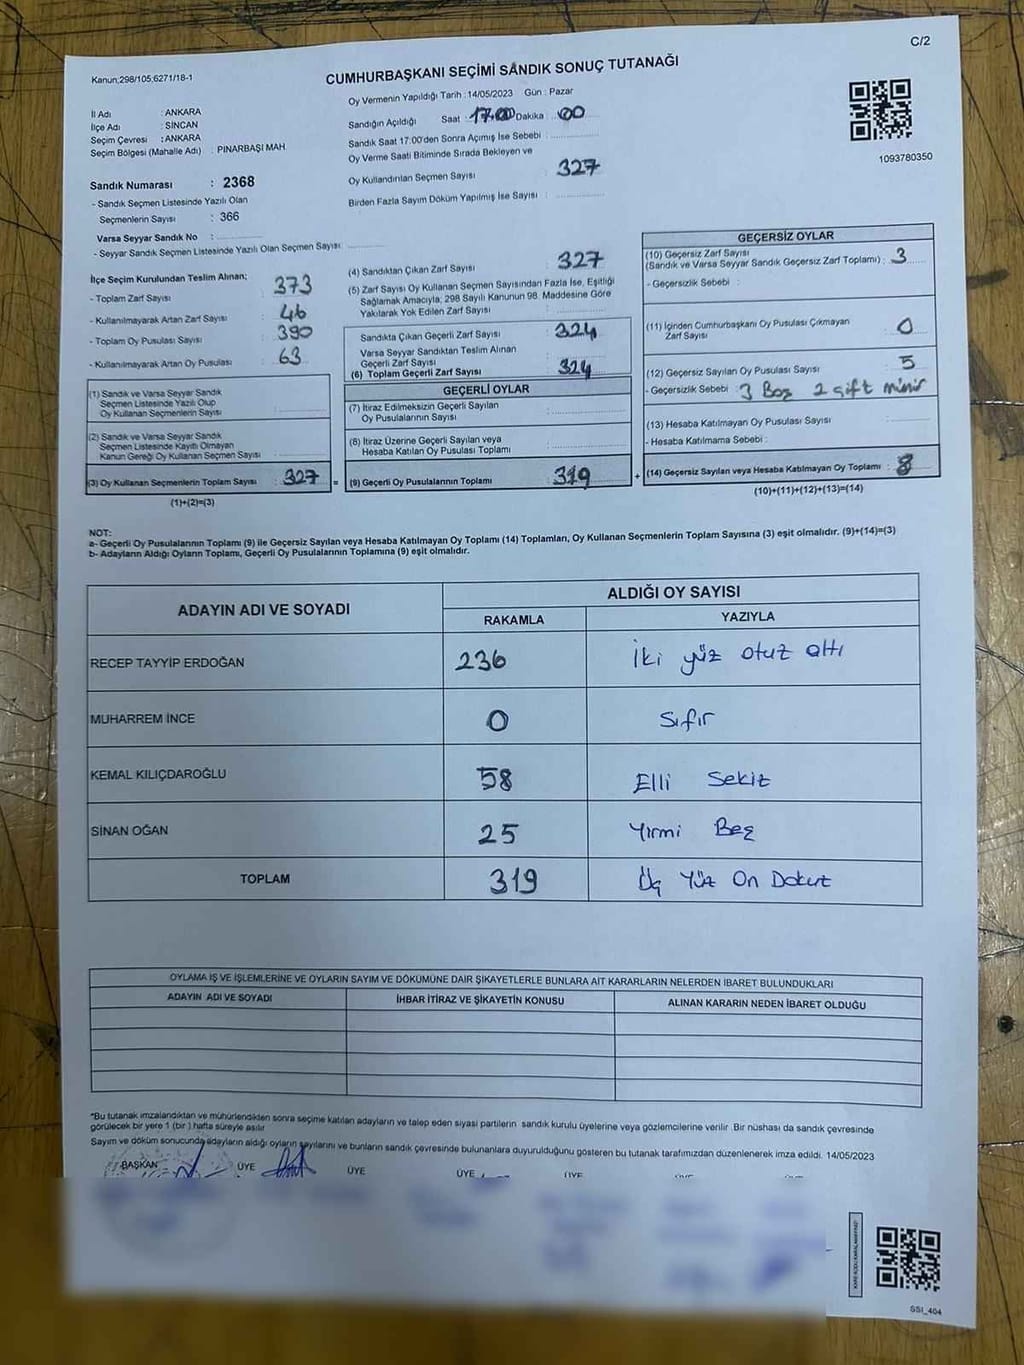 C/2
Kanun;298/105;6271/18-1
CUMHURBAŞKANI SEÇİMİ SANDIK SONUÇ TUTANAĞI
Oy Vermenin Yapıldığı Tarih : 14/05/2023 Gün : Pazar
İl Adı : ANKARA
İlçe Adı : SİNCAN
Seçim Çevresi : ANKARA
Seçim Bölgesi (Mahalle Adı) : PINARBAŞI MAH
Sandığın Açıldığı Saat : 17.00 Dakika : 00
Sandık Saat 17:00'den Sonra Açımış İse Sebebi :
Oy Verme Saati Bitiminde Sırada Bekleyen ve
Oy Kullandırılan Seçmen Sayısı : 327
Birden Fazla Sayım Döküm Yapılmış İse Sayısı :
1093780350
Sandık Numarası : 2368
- Sandık Seçmen Listesinde Yazılı Olan
Seçmenlerin Sayısı : 366
Varsa Seyyar Sandık No :
- Seyyar Sandık Seçmen Listesinde Yazılı Olan Seçmen Sayısı :
İlçe Seçim Kurulundan Teslim Alınan;
- Toplam Zarf Sayısı : 373
- Kullanılmayarak Artan Zarf Sayısı : 46
- Toplam Oy Pusulası Sayısı : 390
- Kullanılmayarak Artan Oy Pusulası : 63
(1) Sandık ve Varsa Seyyar Sandık
Seçmen Listesinde Yazılı Olup
Oy Kullanan Seçmenlerin Sayısı :
(2) Sandık ve Varsa Seyyar Sandık
Seçmen Listesinde Kayıtlı Olmayan
Kanun Gereği Oy Kullanan Seçmen Sayısı :
(3) Oy Kullanan Seçmenlerin Toplam Sayısı : 327 =
(1)+(2)=(3)
(4) Sandıktan Çıkan Zarf Sayısı : 327
(5) Zarf Sayısı Oy Kullanan Seçmen Sayısından Fazla İse, Eşitliği
Sağlamak Amacıyla; 298 Sayılı Kanunun 98. Maddesine Göre
Yakılarak Yok Edilen Zarf Sayısı :
Sandıkta Çıkan Geçerli Zarf Sayısı : 324
Varsa Seyyar Sandıktan Teslim Alınan
Geçerli Zarf Sayısı :
(6) Toplam Geçerli Zarf Sayısı : 324
GEÇERLİ OYLAR
(7) İtiraz Edilmeksizin Geçerli Sayılan
Oy Pusulalarının Sayısı :
(8) İtiraz Üzerine Geçerli Sayılan veya
Hesaba Katılan Oy Pusulası Toplamı :
(9) Geçerli Oy Pusulalarının Toplamı : 319 +
GEÇERSİZ OYLAR
(10) Geçersiz Zarf Sayısı
(Sandık ve Varsa Seyyar Sandık Geçersiz Zarf Toplamı) : 3
- Geçersizlik Sebebi :
(11) İçinden Cumhurbaşkanı Oy Pusulası Çıkmayan
Zarf Sayısı : 0
(12) Geçersiz Sayılan Oy Pusulası Sayısı : 5
- Geçersizlik Sebebi : 3 Boş 2 çift
(13) Hesaba Katılmayan Oy Pusulası Sayısı :
- Hesaba Katılmama Sebebi :
(14) Geçersiz Sayılan veya Hesaba Katılmayan Oy Toplamı : 8
(10)+(11)+(12)+(13)=(14)
NOT:
a- Geçerli Oy Pusulalarının Toplamı (9) ile Geçersiz Sayılan veya Hesaba Katılmayan Oy Toplamı (14) Toplamları, Oy Kullanan Seçmenlerin Toplam Sayısına (3) eşit olmalıdır. (9)+(14)=(3)
b- Adayların Aldığı Oyların Toplamı, Geçerli Oy Pusulalarının Toplamına (9) eşit olmalıdır.
ADAYIN ADI VE SOYADI
ALDIĞI OY SAYISI
RAKAMLA YAZIYLA
RECEP TAYYİP ERDOĞAN 236 İki yüz otuz altı
MUHARREM İNCE 0 Sıfır
KEMAL KILIÇDAROĞLU 58 Elli Sekiz
SİNAN OĞAN 25 Yirmi Beş
TOPLAM 319 Üç Yüz On Dokuz
OYLAMA İŞ VE İŞLEMLERİNE VE OYLARIN SAYIM VE DÖKÜMÜNE DAİR ŞİKAYETLERLE BUNLARA AİT KARARLARIN NELERDEN İBARET BULUNDUKLARI
ADAYIN ADI VE SOYADI İHBAR İTİRAZ VE ŞİKAYETİN KONUSU ALINAN KARARIN NEDEN İBARET OLDUĞU
*Bu tutanak imzalandıktan ve mühürlendikten sonra seçime katılan adayların ve talep eden siyasi partilerin sandık kurulu üyelerine veya gözlemcilerine verilir .Bir nüshası da sandık çevresinde
görülecek bir yere 1 (bir ) hafta süreyle asılır
Sayım ve döküm sonucunda adayların aldığı oyların sayılarını ve bunların sandık çevresinde bulunanlara duyurulduğunu gösteren bu tutanak tarafımızdan düzenlenerek imza edildi. 14/05/2023
BAŞKAN ÜYE ÜYE ÜYE ÜYE
SSI_404